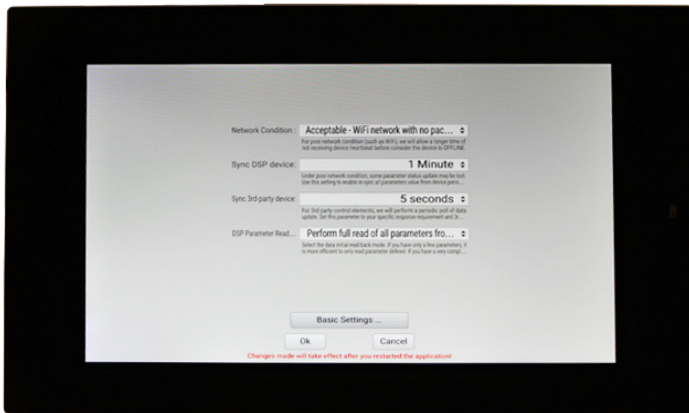 Network Condition : Acceptable - WiFi network with no pac...
For poor network condition (such as WiFi), we will allow a longer time of
not receiving device heartbeat before consider the device is OFFLINE.
Sync DSP device: 1 Minute
Under poor network condition, some parameter status update may be lost.
Use this setting to enable re-sync all parameters value from device perio...
Sync 3rd-party device: 5 seconds
For 3rd party control elements, we will perform a periodic poll of data
update. Set this parameter to your specific response requirement and 3r...
DSP Parameter Read... Perform full read of all parameters fro...
Select the data initial read back mode. If you have only a few parameters, it
is more efficient to only read parameter defined. If you have a very compl...
Basic Settings ...
Ok Cancel
Changes made will take effect after you restarted the application!